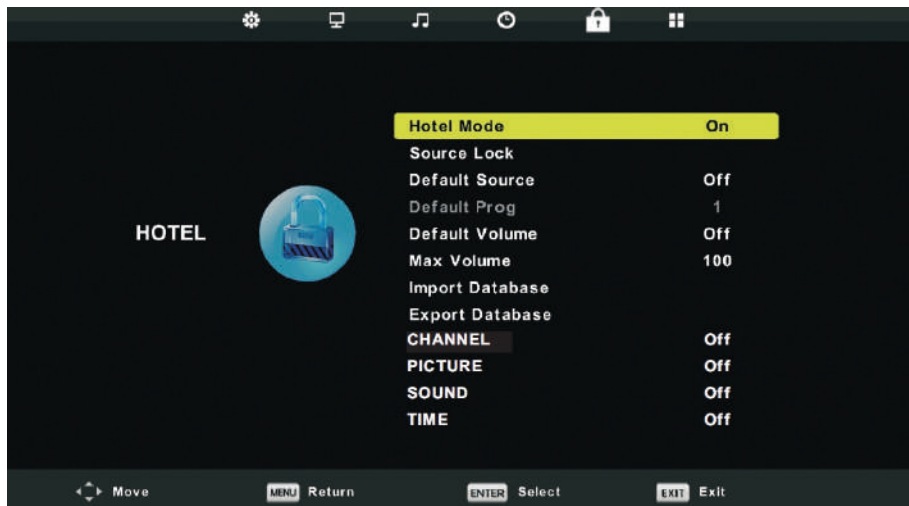 HOTEL
Hotel Mode On
Source Lock
Default Source Off
Default Prog 1
Default Volume Off
Max Volume 100
Import Database
Export Database
CHANNEL Off
PICTURE Off
SOUND Off
TIME Off
Move MENU Return ENTER Select EXIT Exit